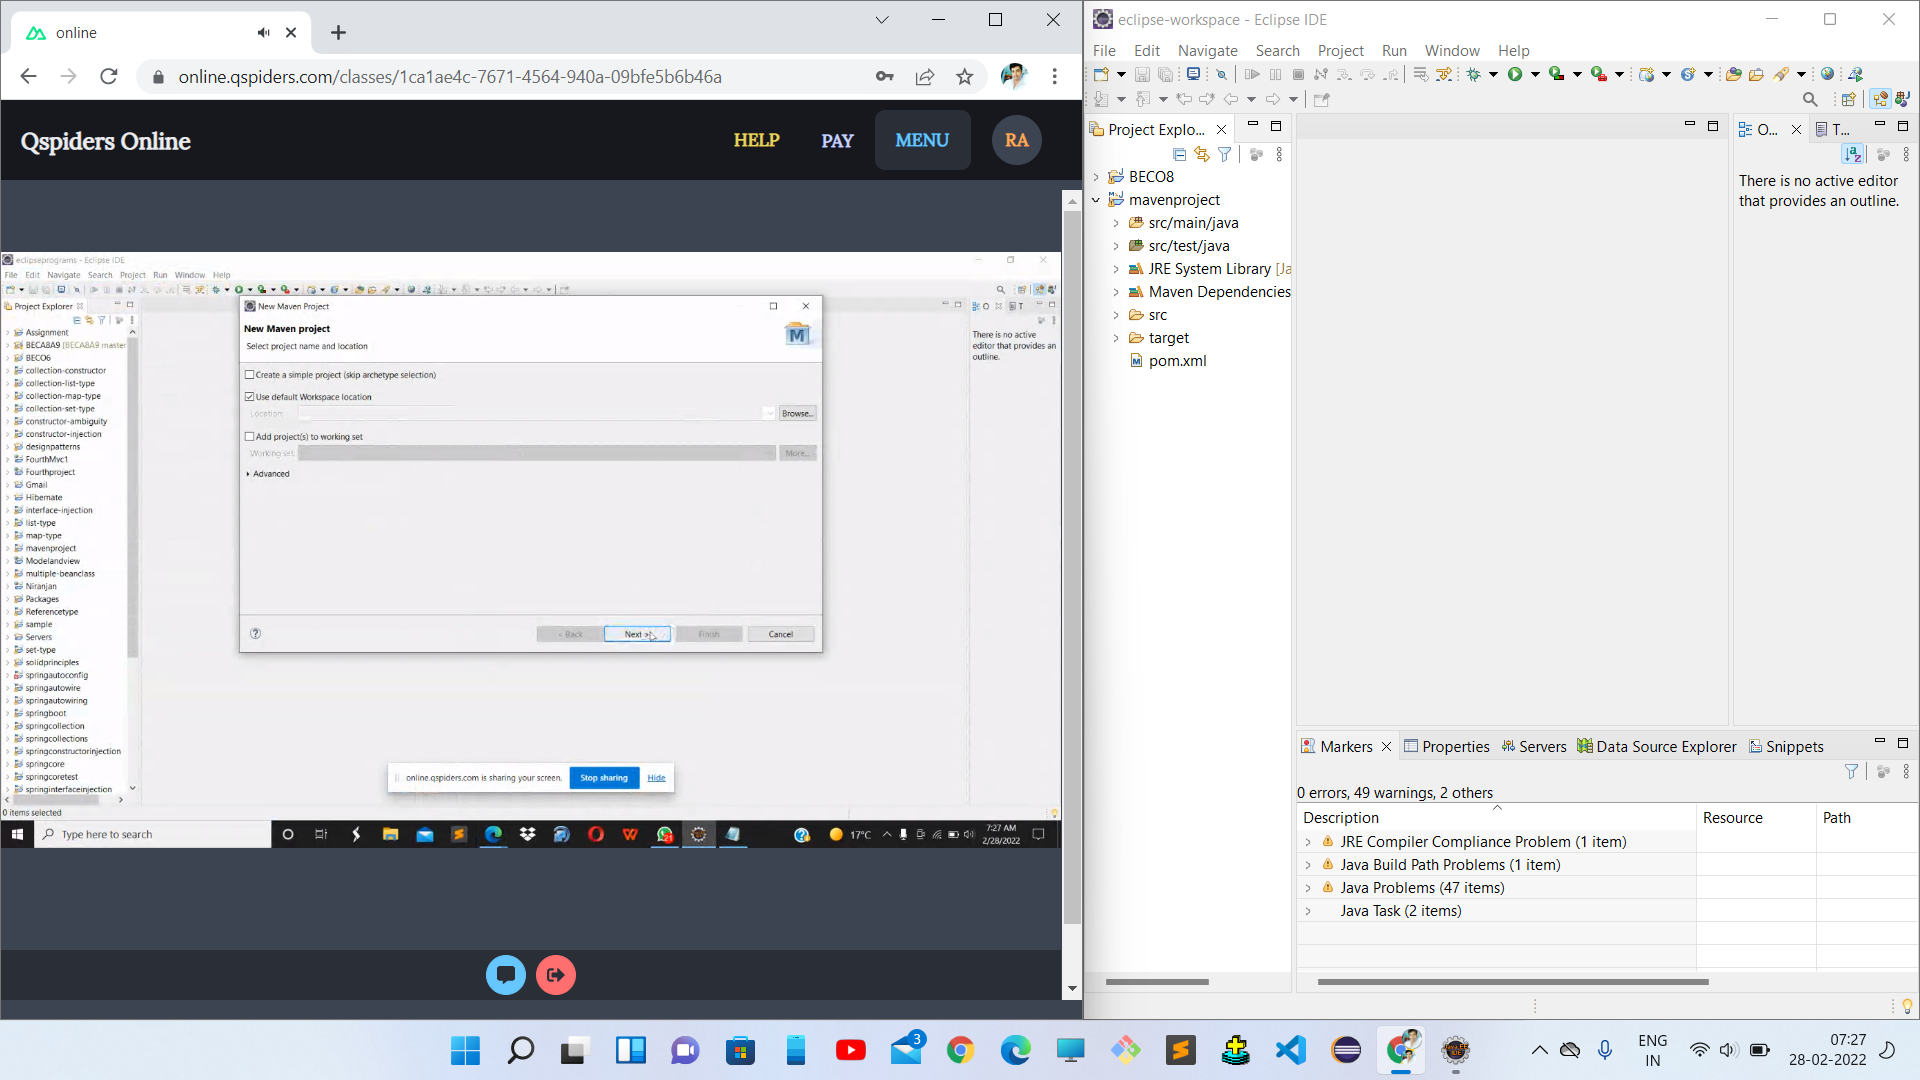 online
online.qspiders.com/classes/1ca1ae4c-7671-4564-940a-09bfe5b6b46a
Qspiders Online
HELP
PAY
MENU
RA
eclipseprograms - Eclipse IDE
File Edit Navigate Search Project Run Window Help
Project Explorer
Assignment
BECA8A9 [BECA8A9 master
BECO6
collection-constructor
collection-list-type
collection-map-type
collection-set-type
constructor-ambiguity
constructor-injection
designpatterns
FourthMvc1
Fourthproject
Gmail
Hibernate
interface-injection
list-type
map-type
mavenproject
Modelandview
multiple-beanclass
Niranjan
Packages
Referencetype
sample
Servers
set-type
solidprinciples
springautoconfig
springautowire
springautowiring
springboot
springcollection
springcollections
springconstructorinjection
springcore
springcoretest
springinterfaceinjection
0 items selected
New Maven Project
New Maven project
Select project name and location
Create a simple project (skip archetype selection)
Use default Workspace location
Location:
Browse...
Add project(s) to working set
Working set:
More...
Advanced
< Back
Next >
Finish
Cancel
O
T
There is no active
editor that provides an
outline.
online.qspiders.com is sharing your screen.
Stop sharing
Hide
Type here to search
17°C
7:27 AM
2/28/2022
eclipse-workspace - Eclipse IDE
File Edit Navigate Search Project Run Window Help
Project Explo...
BECO8
mavenproject
src/main/java
src/test/java
JRE System Library [Ja
Maven Dependencies
src
target
pom.xml
O...
T...
There is no active editor
that provides an outline.
Markers
Properties
Servers
Data Source Explorer
Snippets
0 errors, 49 warnings, 2 others
Description
Resource
Path
JRE Compiler Compliance Problem (1 item)
Java Build Path Problems (1 item)
Java Problems (47 items)
Java Task (2 items)
3
ENG
IN
07:27
28-02-2022